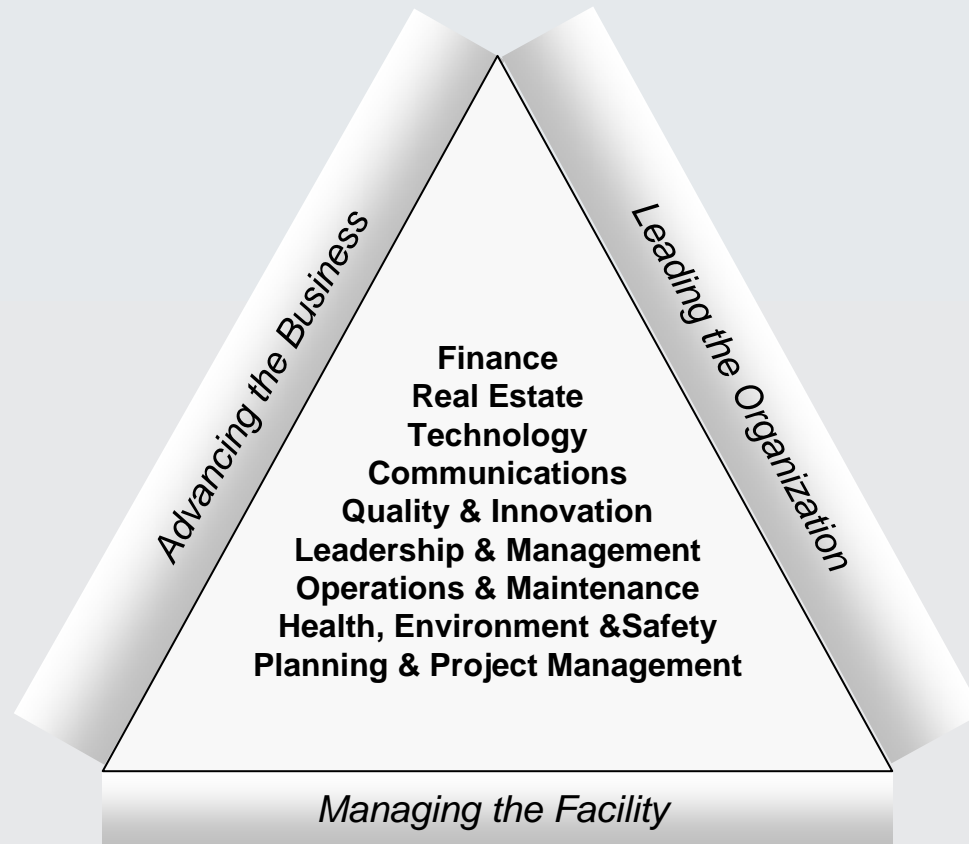 Advancing the Business
Leading the Organization
Finance
Real Estate
Technology
Communications
Quality & Innovation
Leadership & Management
Operations & Maintenance
Health, Environment &Safety
Planning & Project Management
Managing the Facility